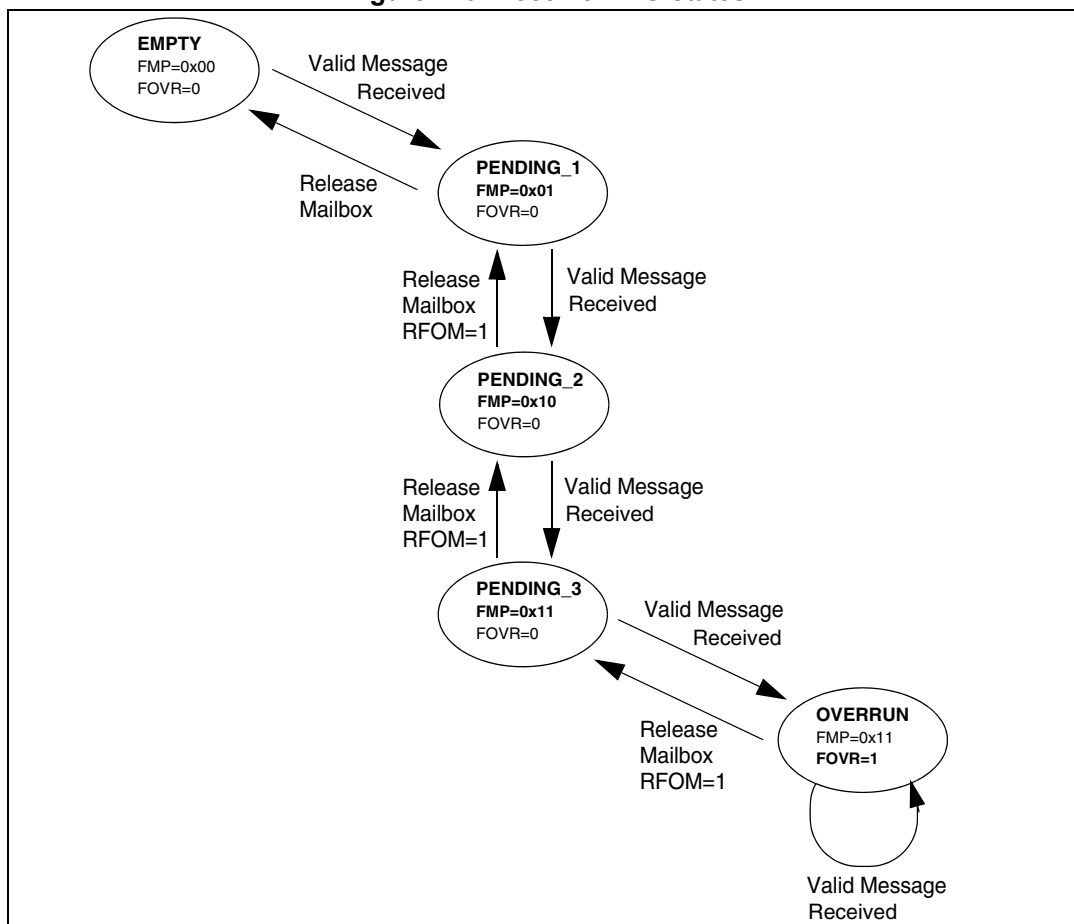 EMPTY
FMP=0x00
FOVR=0
Valid Message
Received
Release
Mailbox
PENDING_1
FMP=0x01
FOVR=0
Release
Mailbox
RFOM=1
Valid Message
Received
PENDING_2
FMP=0x10
FOVR=0
Release
Mailbox
RFOM=1
Valid Message
Received
PENDING_3
FMP=0x11
FOVR=0
Valid Message
Received
Release
Mailbox
RFOM=1
OVERRUN
FMP=0x11
FOVR=1
Valid Message
Received